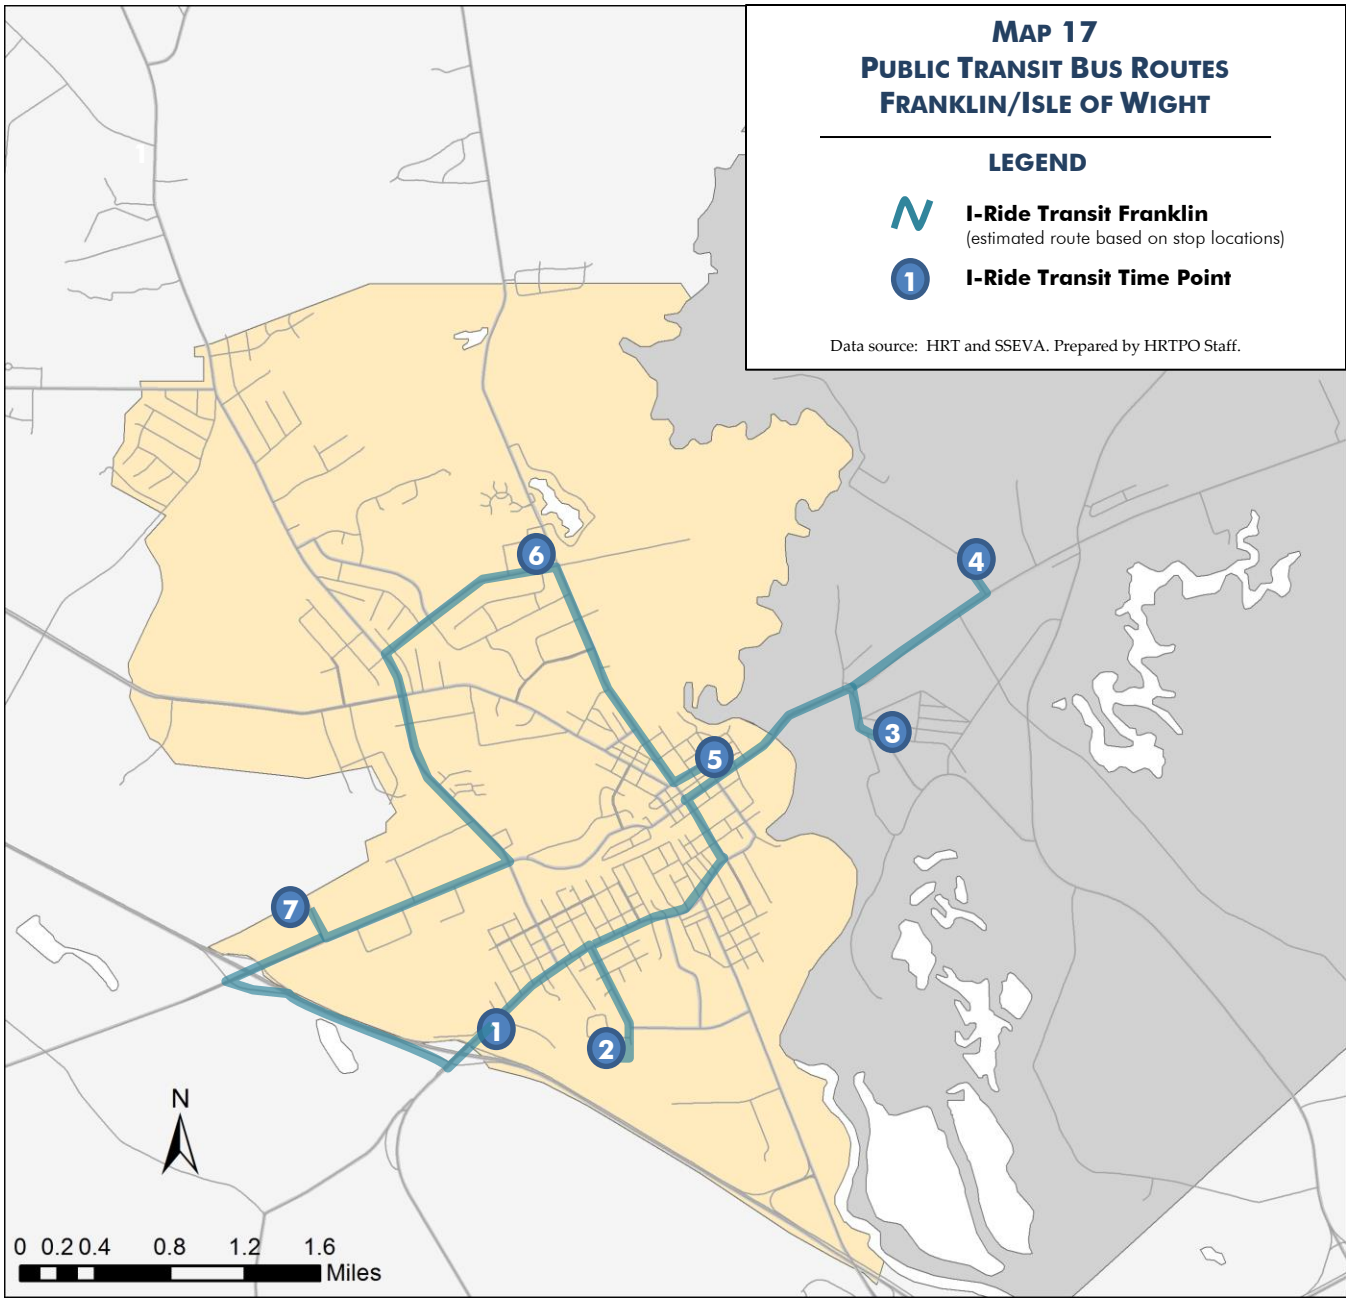 MAP 17
PUBLIC TRANSIT BUS ROUTES
FRANKLIN/ISLE OF WIGHT
LEGEND
I-Ride Transit Franklin
(estimated route based on stop locations)
1
I-Ride Transit Time Point
Data source: HRT and SSEVA. Prepared by HRTPO Staff.
1
6
4
3
5
7
1
2
N
0 0.2 0.4 0.8 1.2 1.6
Miles